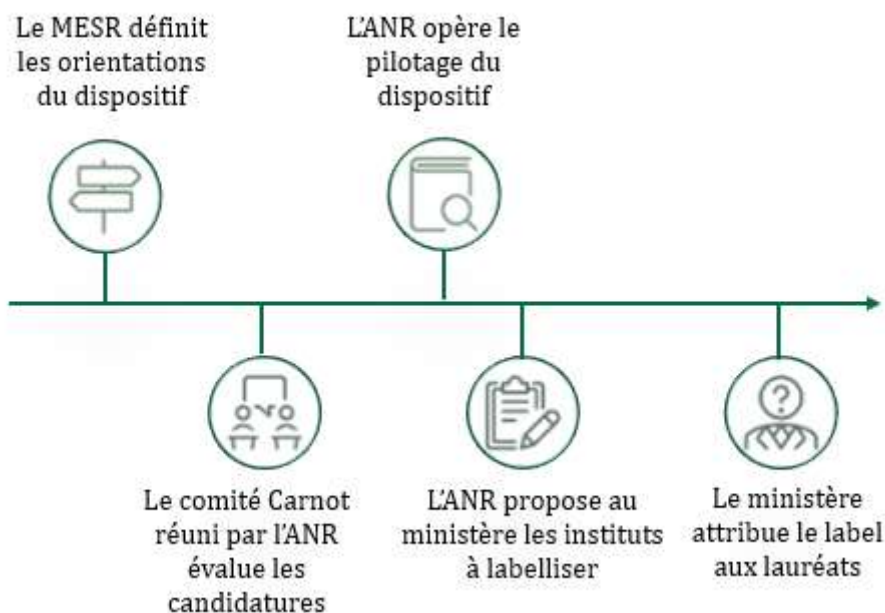 Le MESR définit
les orientations
du dispositif
L'ANR opère le
pilotage du
dispositif
Le comité Carnot
réuni par l'ANR
évalue les
candidatures
L'ANR propose au
ministère les instituts
à labelliser
Le ministère
attribue le label
aux lauréats